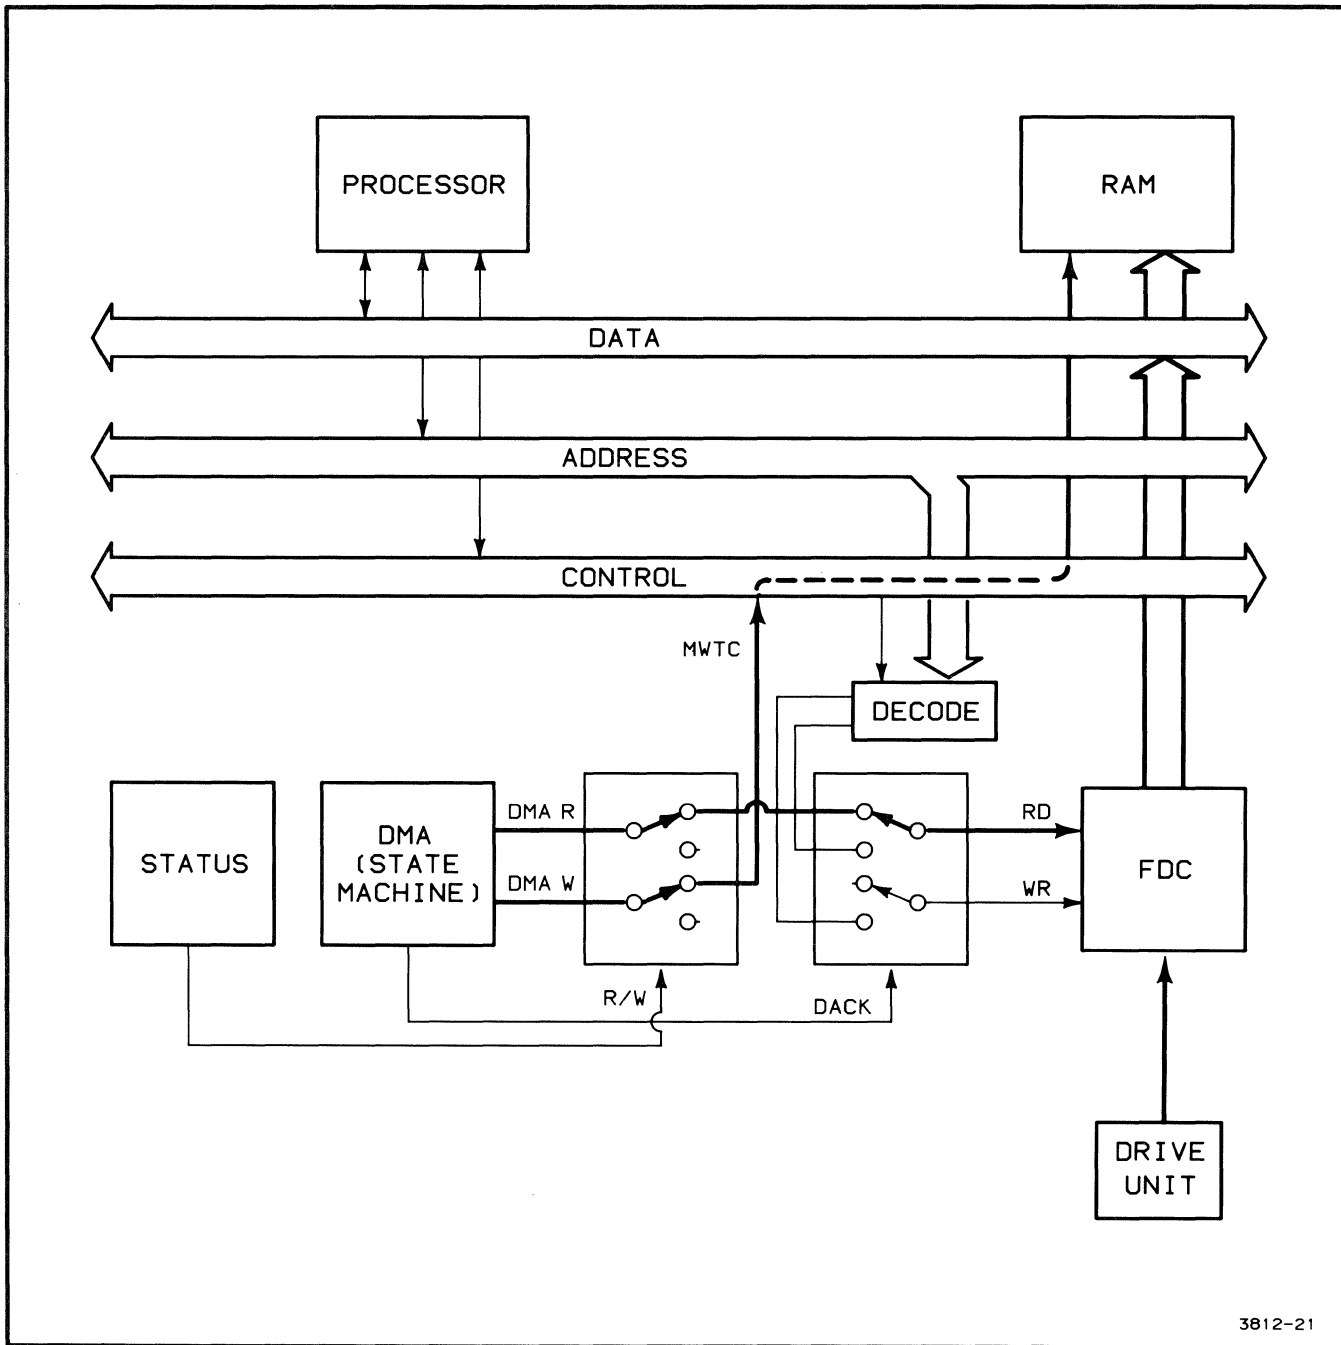 PROCESSOR
RAM
DATA
ADDRESS
CONTROL
MWTC
DECODE
STATUS
DMA
(STATE
MACHINE)
DMA R
DMA W
RD
WR
FDC
R/W
DACK
DRIVE
UNIT
3812-21